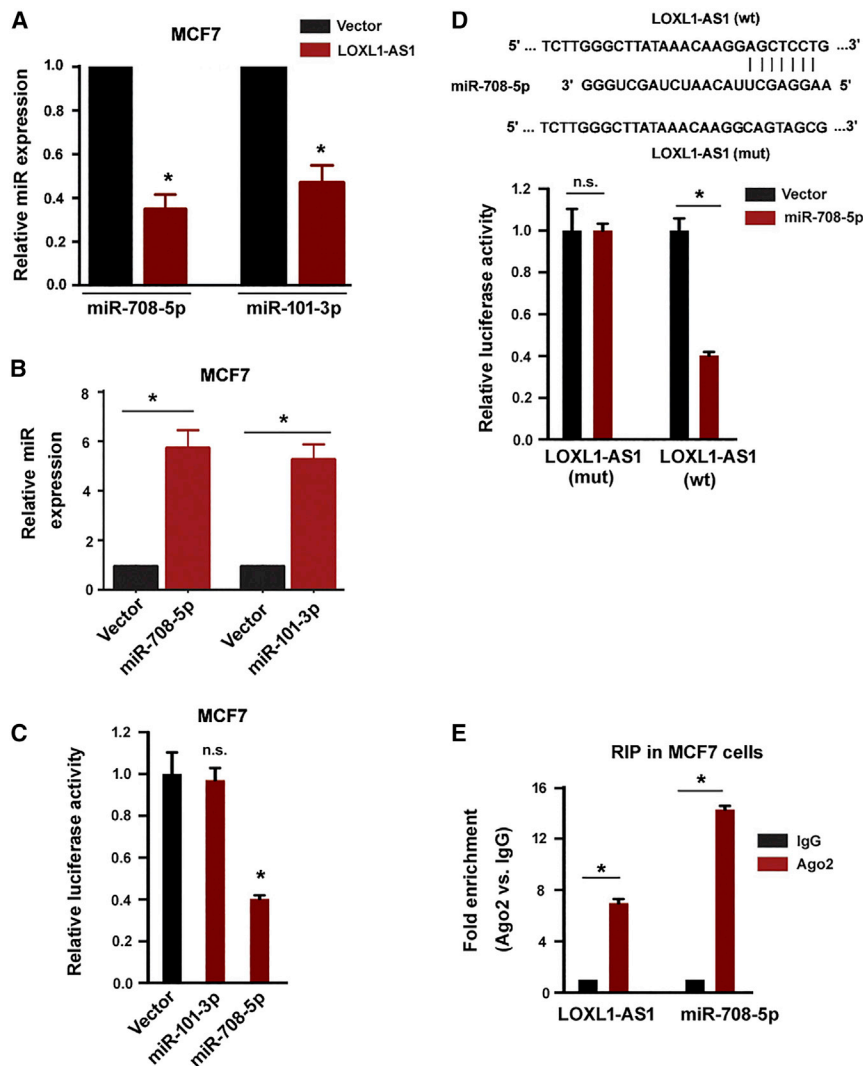 A
MCF7
Vector
LOXL1-AS1
Relative miR expression
1.0
0.8
0.6
0.4
0.2
0.0
*
*
miR-708-5p
miR-101-3p
B
MCF7
Relative miR
expression
8
6
4
2
1
0
*
*
Vector
miR-708-5p
Vector
miR-101-3p
C
MCF7
Relative luciferase activity
1.2
1.0
0.8
0.6
0.4
0.2
0.0
n.s.
*
Vector
miR-101-3p
miR-708-5p
D
LOXL1-AS1 (wt)
5' ... TCTTGGGCTTATAAACAAGGAGCTCCTG ...3'
miR-708-5p 3' GGGUCGAUCUAACAUUCGAGGAA 5'
5' ... TCTTGGGCTTATAAACAAGGCAGTAGCG ...3'
LOXL1-AS1 (mut)
Relative luciferase activity
1.2
1.0
0.8
0.6
0.4
0.2
0.0
n.s.
*
Vector
miR-708-5p
LOXL1-AS1
(mut)
LOXL1-AS1
(wt)
E
RIP in MCF7 cells
Fold enrichment
(Ago2 vs. IgG)
16
12
8
4
0
*
*
IgG
Ago2
LOXL1-AS1
miR-708-5p